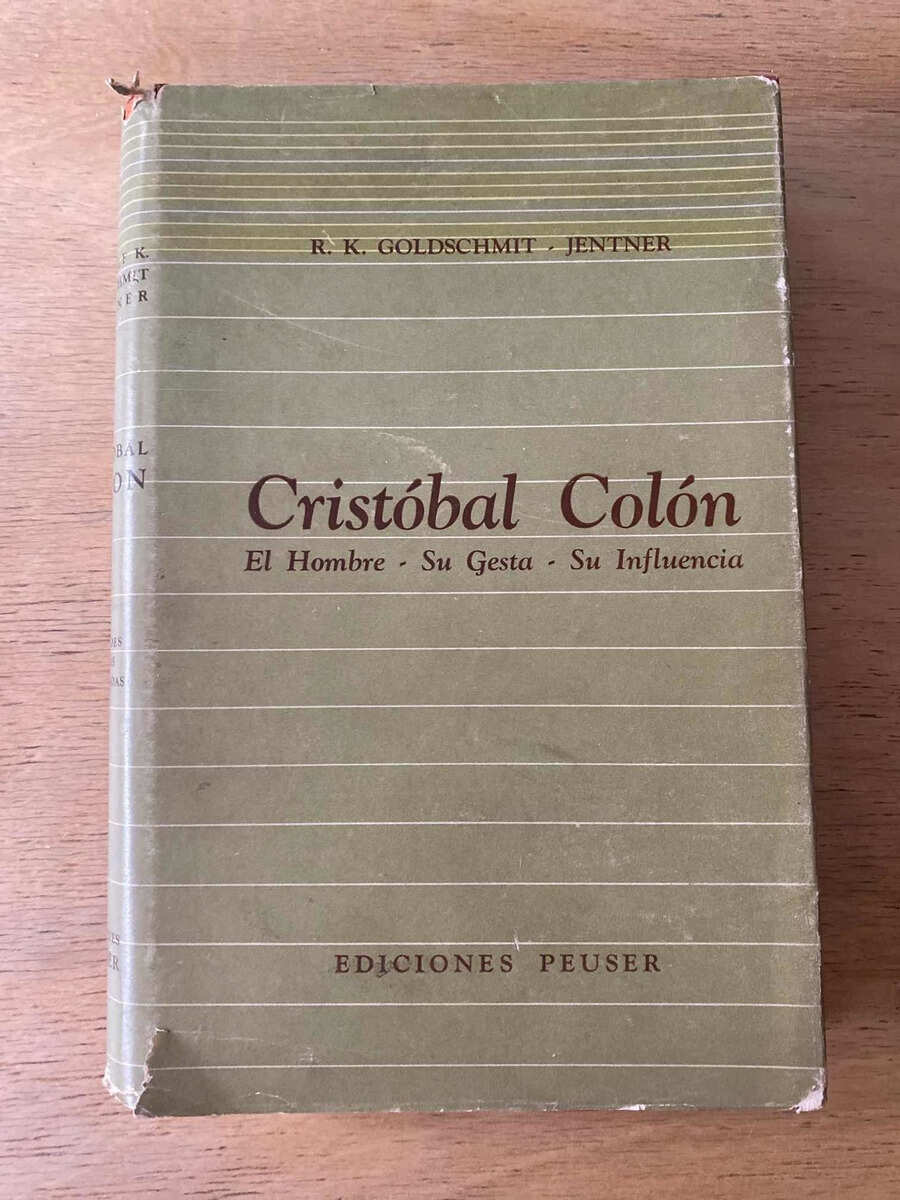 R. K. GOLDSCHMIT - JENTNER
Cristóbal Colón
El Hombre - Su Gesta - Su Influencia
EDICIONES PEUSER
K.